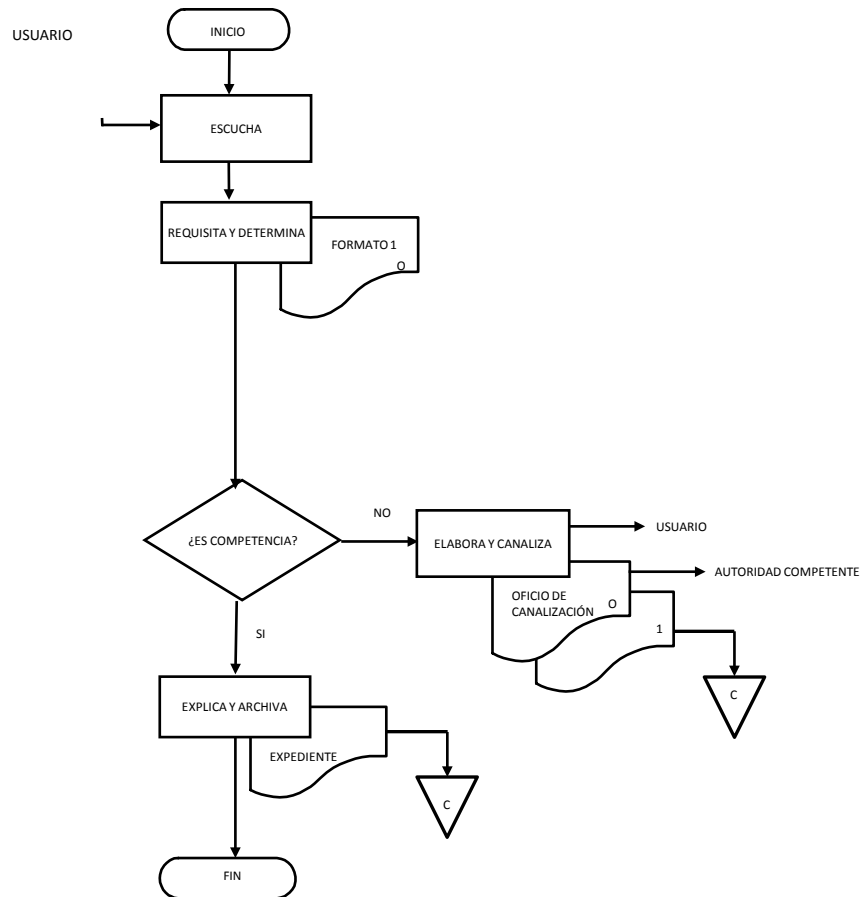 USUARIO
INICIO
ESCUCHA
REQUISITA Y DETERMINA
FORMATO 1
O
¿ES COMPETENCIA?
NO
ELABORA Y CANALIZA
USUARIO
AUTORIDAD COMPETENTE
OFICIO DE
CANALIZACIÓN
O
1
C
SI
EXPLICA Y ARCHIVA
EXPEDIENTE
C
FIN